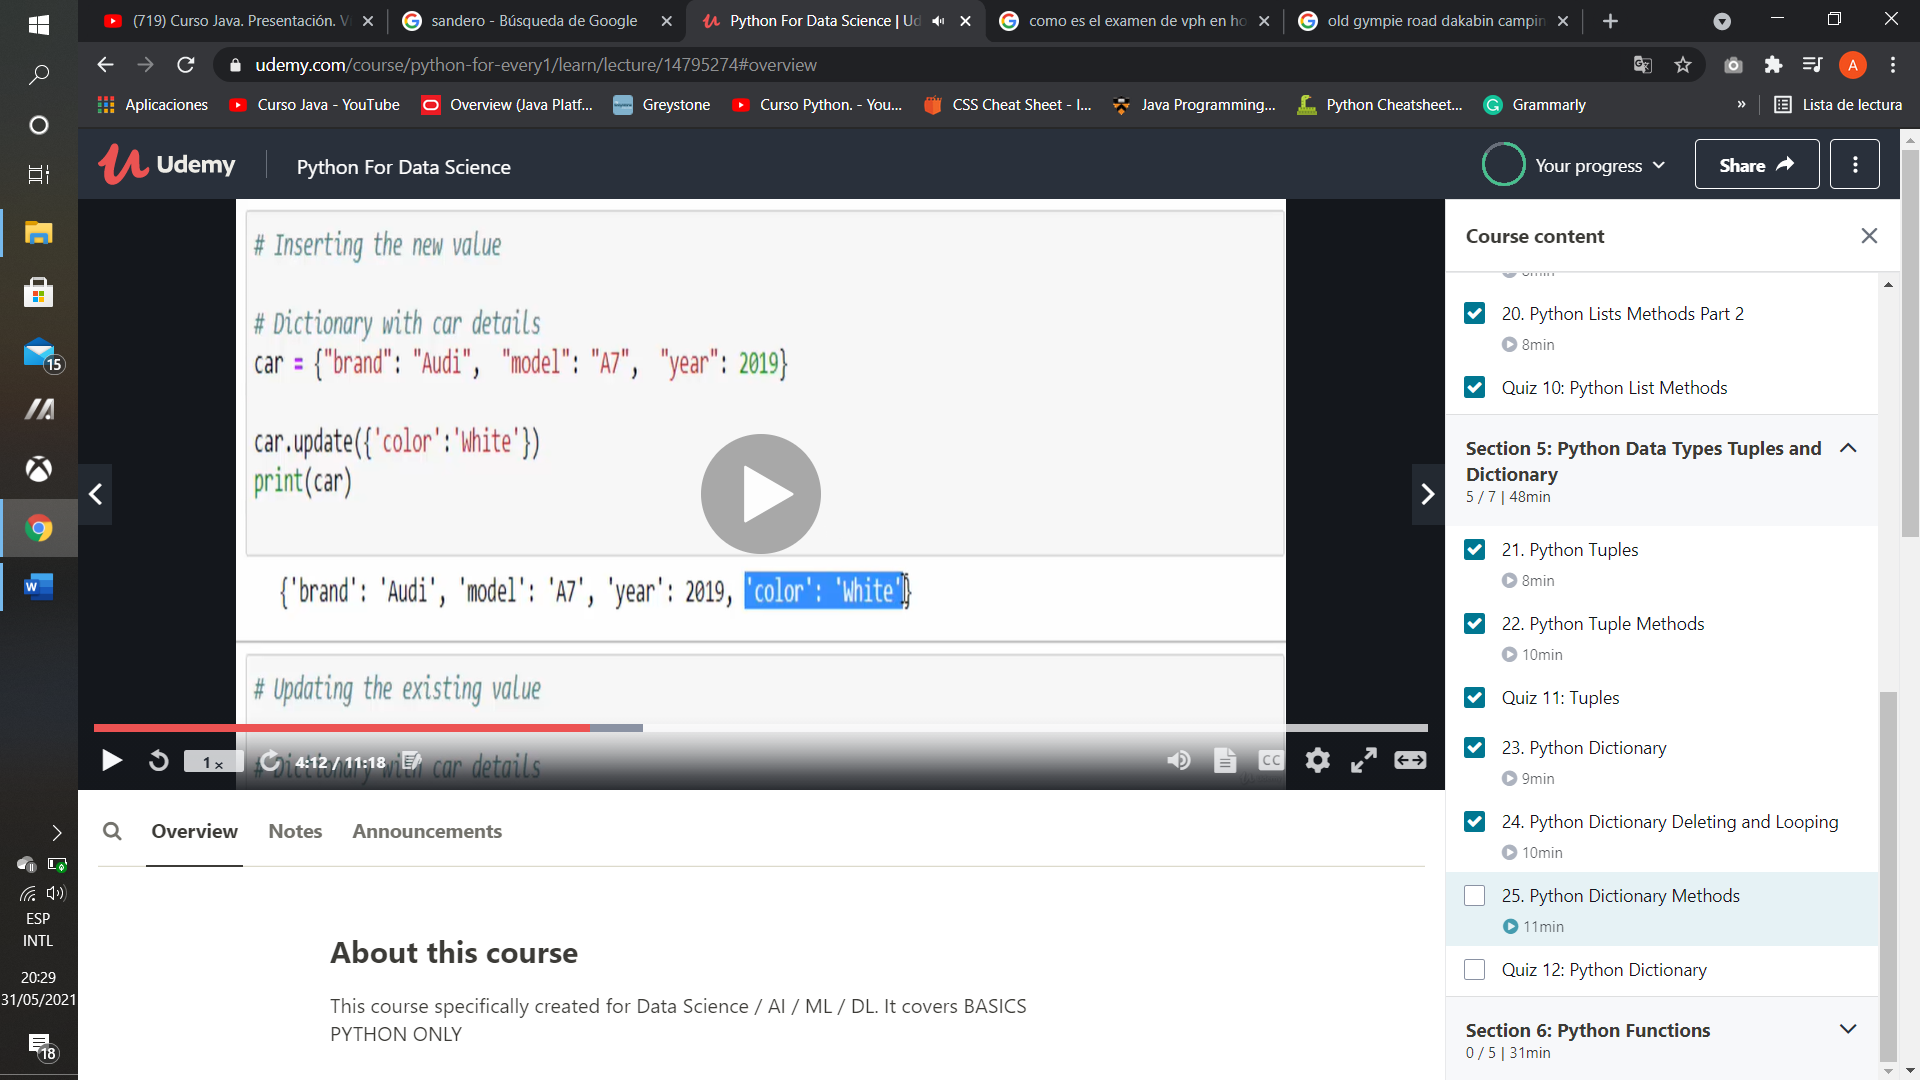 (719) Curso Java. Presentación. V
sandero - Búsqueda de Google
Python For Data Science | Ud
como es el examen de vph en ho
old gympie road dakabin campin
udemy.com/course/python-for-every1/learn/lecture/14795274#overview
A
Aplicaciones
Curso Java - YouTube
Overview (Java Platf...
Greystone
Curso Python. - You...
CSS Cheat Sheet - I...
Java Programming...
Python Cheatsheet...
Grammarly
»
Lista de lectura
Udemy
Python For Data Science
Your progress
Share
# Inserting the new value
# Dictionary with car details
car = {"brand": "Audi", "model": "A7", "year": 2019}
car.update({'color':'White'})
print(car)
{'brand': 'Audi', 'model': 'A7', 'year': 2019, 'color': 'White'}
# Updating the existing value
# Dictionary with car details
1x
4:12 / 11:18
CC
Overview
Notes
Announcements
About this course
This course specifically created for Data Science / AI / ML / DL. It covers BASICS
PYTHON ONLY
Course content
8min
20. Python Lists Methods Part 2
8min
Quiz 10: Python List Methods
Section 5: Python Data Types Tuples and
Dictionary
5 / 7 | 48min
21. Python Tuples
8min
22. Python Tuple Methods
10min
Quiz 11: Tuples
23. Python Dictionary
9min
24. Python Dictionary Deleting and Looping
10min
25. Python Dictionary Methods
11min
Quiz 12: Python Dictionary
Section 6: Python Functions
0 / 5 | 31min
15
ESP
INTL
20:29
31/05/2021
18